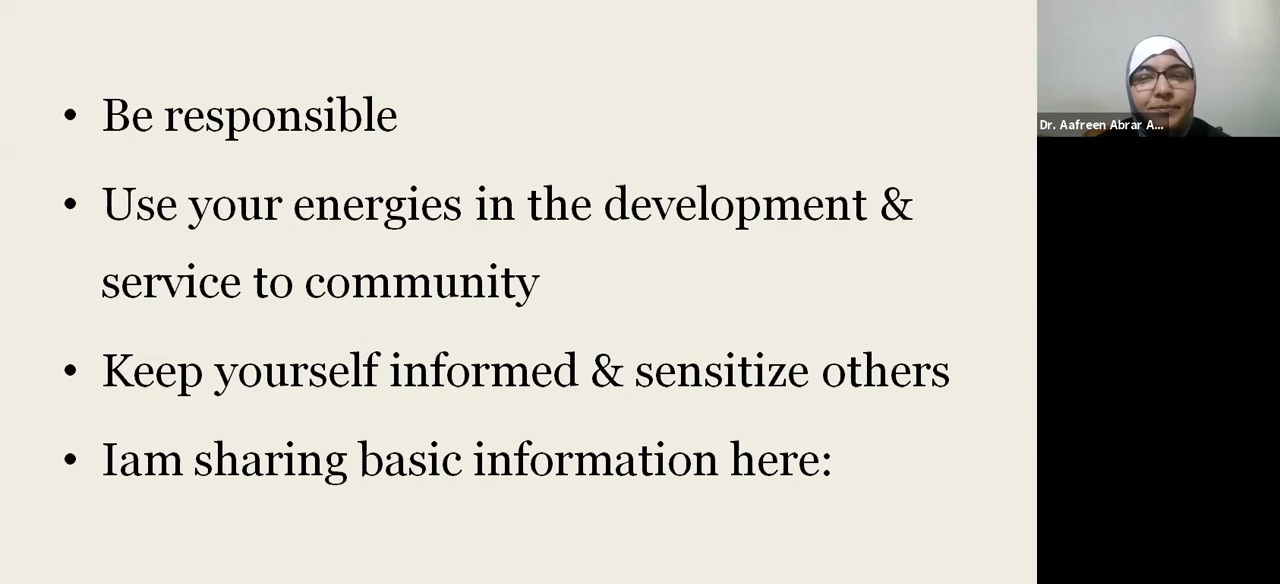 • Be responsible
• Use your energies in the development &
service to community
• Keep yourself informed & sensitize others
• Iam sharing basic information here:
Dr. Aafreen Abrar A...